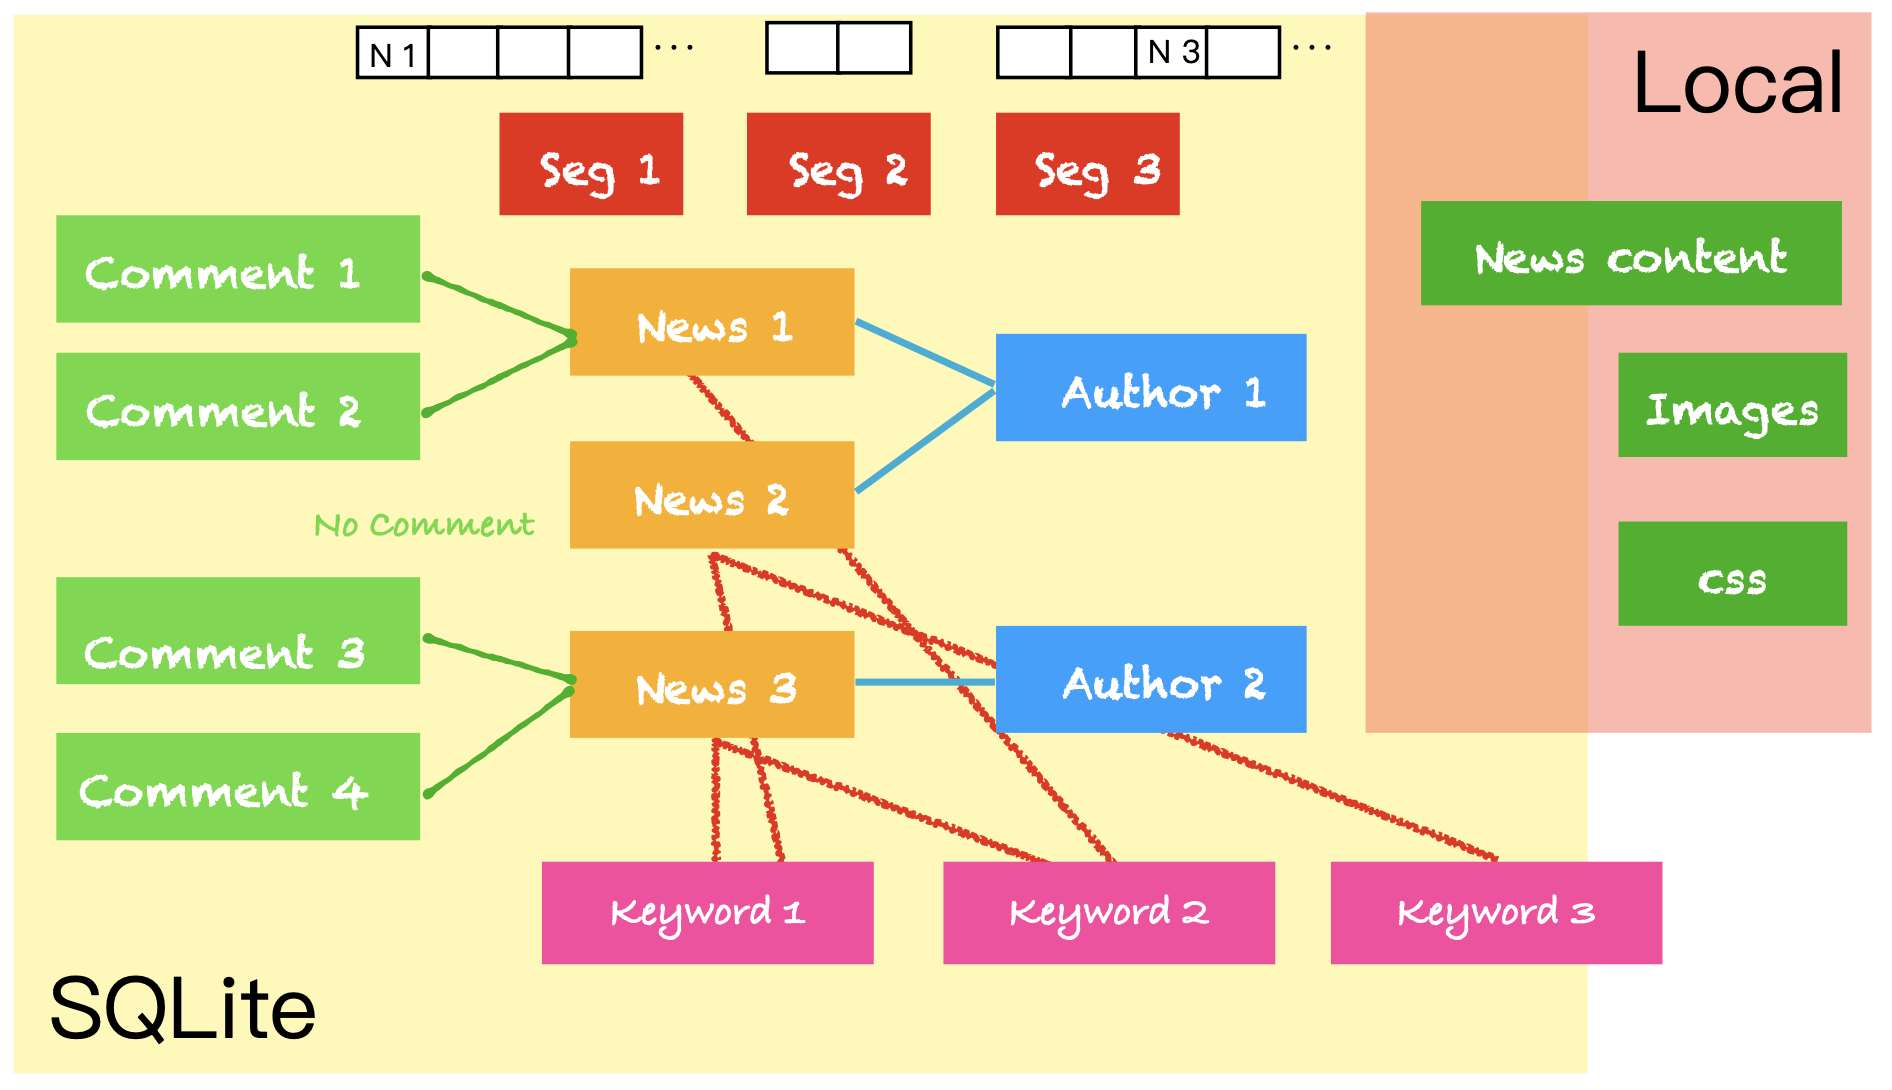 N 1
...
N 3
...
Local
Seg 1
Seg 2
Seg 3
Comment 1
News 1
News content
Comment 2
Author 1
Images
News 2
No Comment
css
Comment 3
News 3
Author 2
Comment 4
Keyword 1
Keyword 2
Keyword 3
SQLite